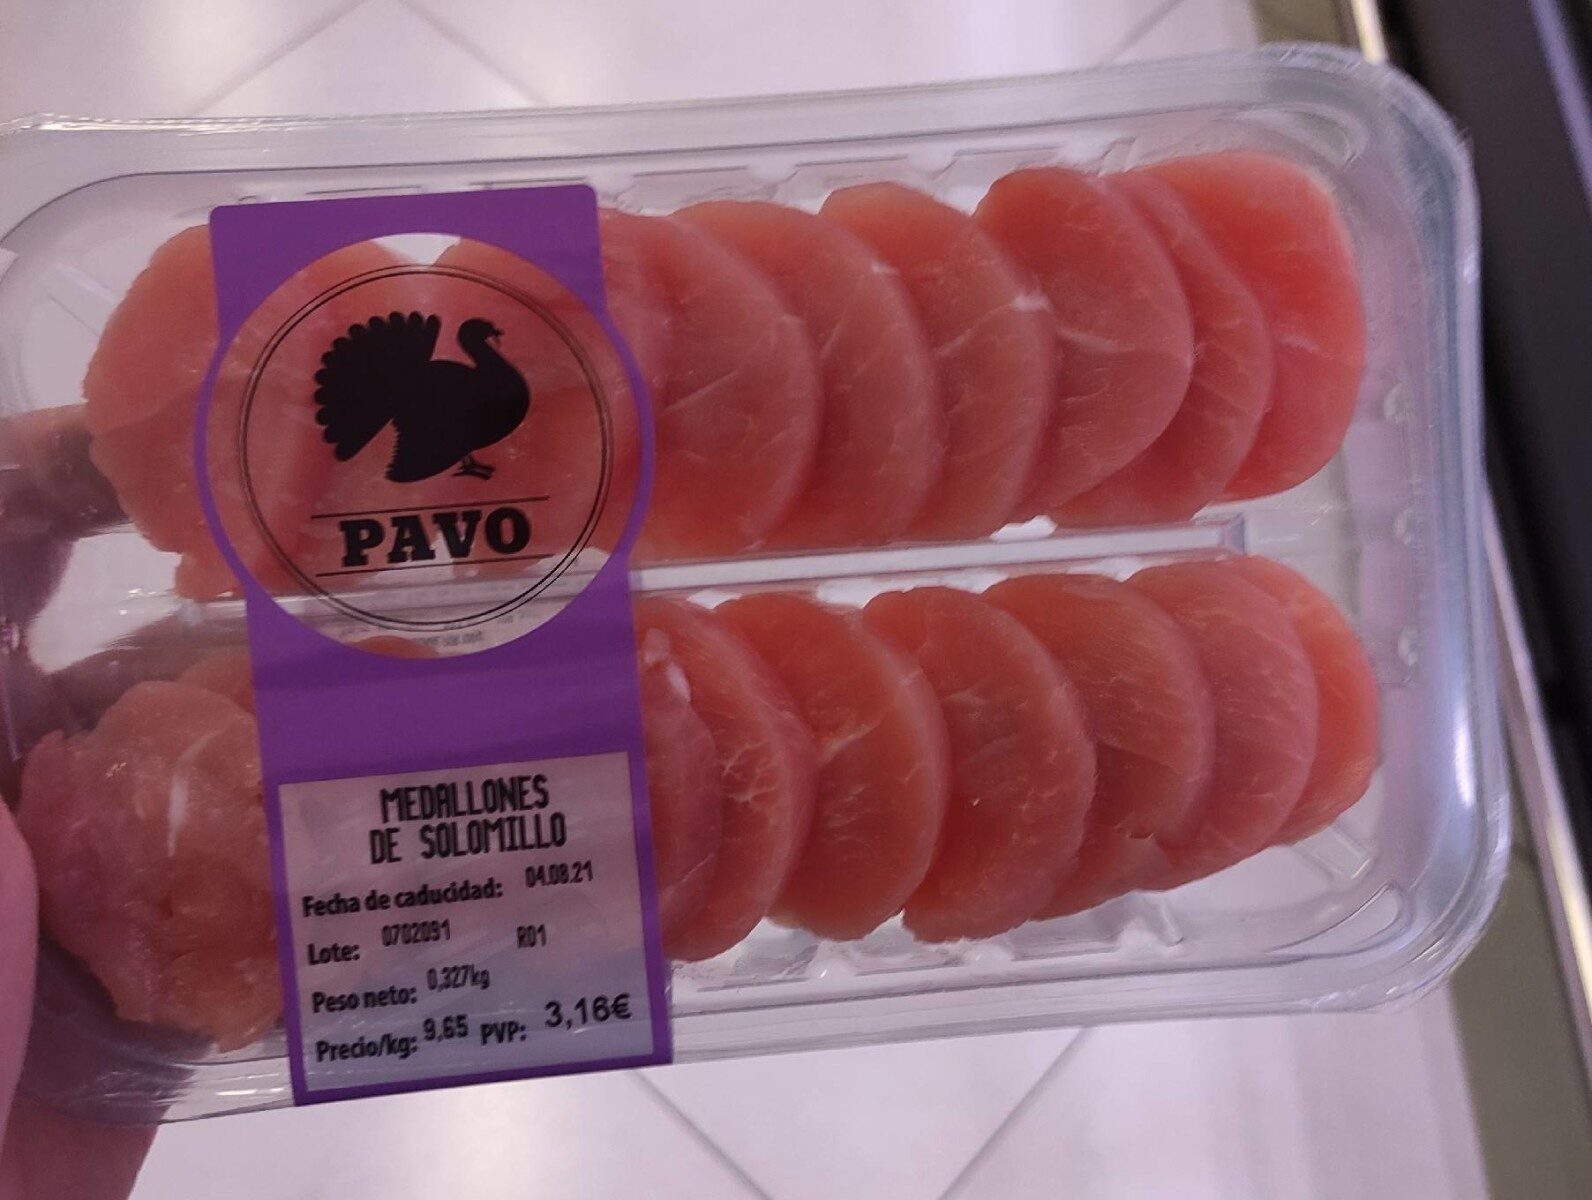 PAVO
MEDALLONES
DE SOLOMILLO
Fecha de caducidad: 04.08.21
Lote: 0702091 R01
Peso neto: 0,327kg
Precio/kg: 9,65 PVP: 3,16€